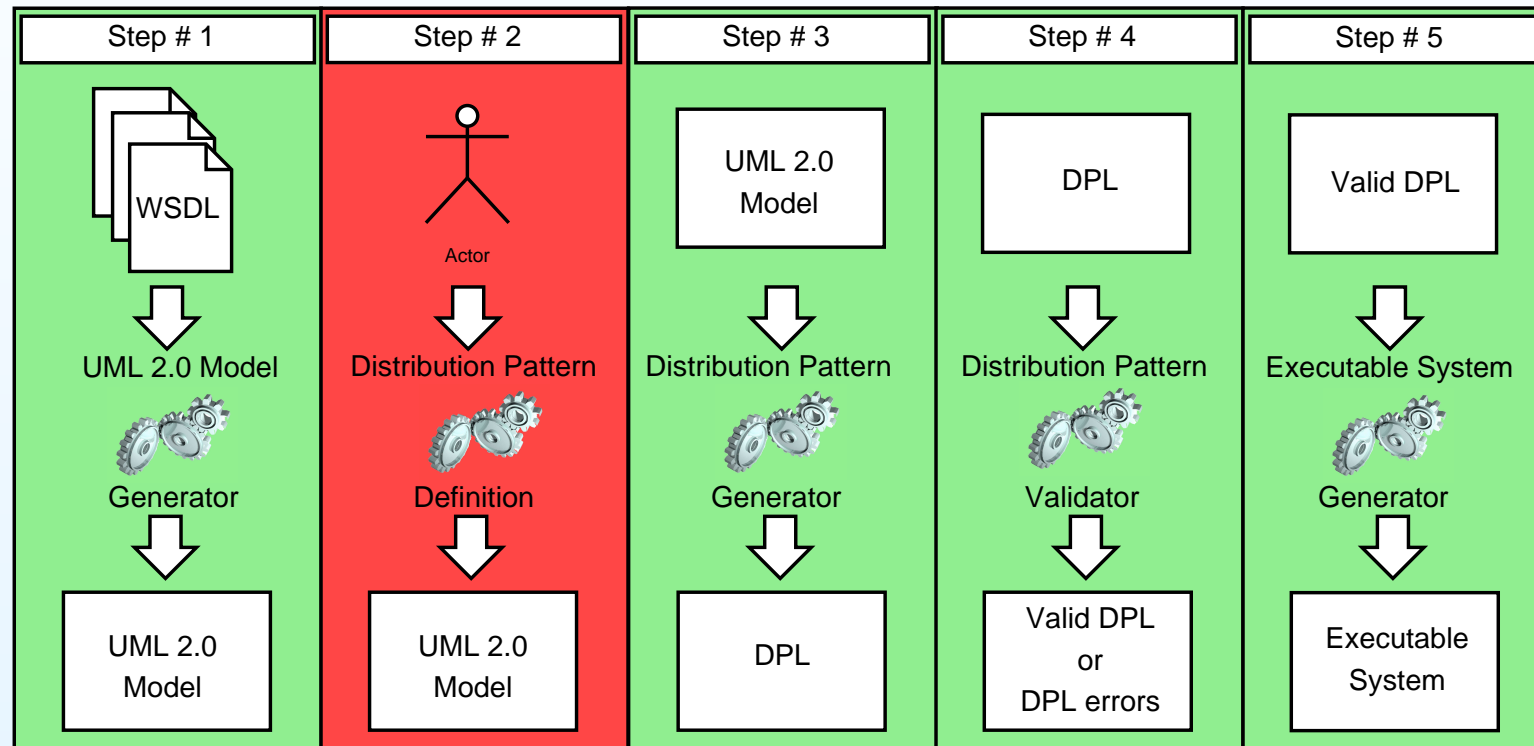 Step # 1
WSDL
UML 2.0 Model
Generator
UML 2.0
Model
Step # 2
Actor
Distribution Pattern
Definition
UML 2.0
Model
Step # 3
UML 2.0
Model
Distribution Pattern
Generator
DPL
Step # 4
DPL
Distribution Pattern
Validator
Valid DPL
or
DPL errors
Step # 5
Valid DPL
Executable System
Generator
Executable
System